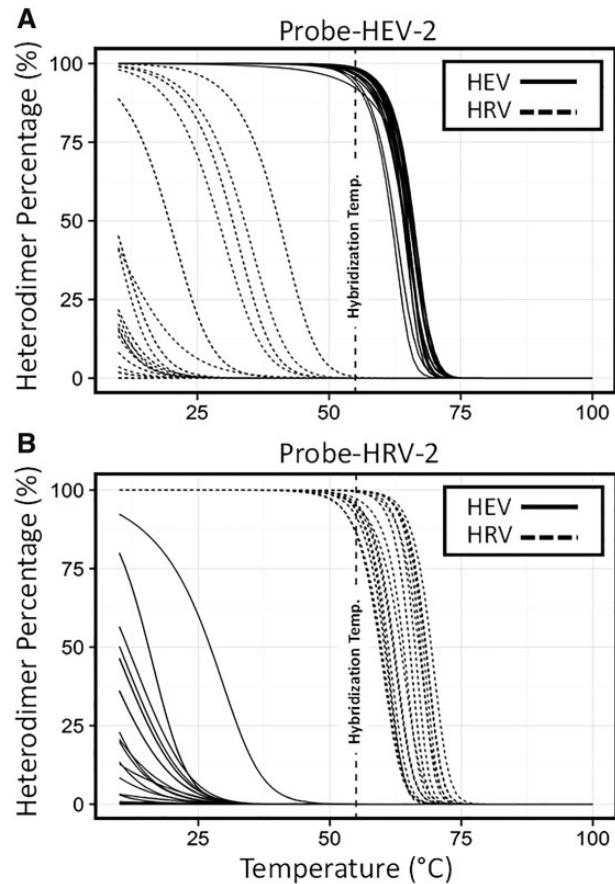 A
Probe-HEV-2
Heterodimer Percentage (%)
100
75
50
25
0
HEV
HRV
Hybridization Temp.
25
50
75
100
B
Probe-HRV-2
Heterodimer Percentage (%)
100
75
50
25
0
HEV
HRV
Hybridization Temp.
25
50
75
100
Temperature (°C)